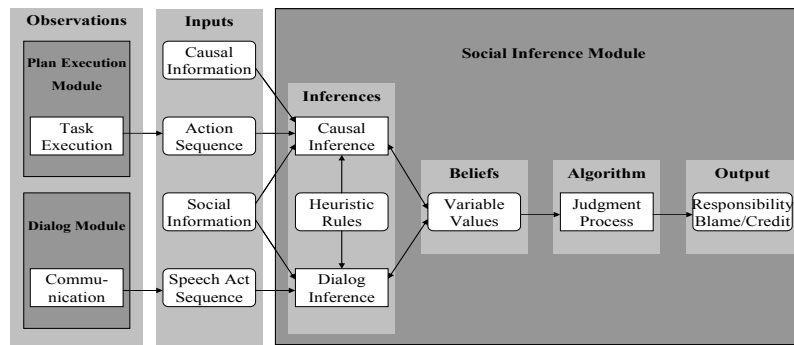 Observations
Plan Execution
Module
Task
Execution
Dialog Module
Commu-
nication
Inputs
Causal
Information
Action
Sequence
Social
Information
Speech Act
Sequence
Social Inference Module
Inferences
Causal
Inference
Heuristic
Rules
Dialog
Inference
Beliefs
Variable
Values
Algorithm
Judgment
Process
Output
Responsibility
Blame/Credit